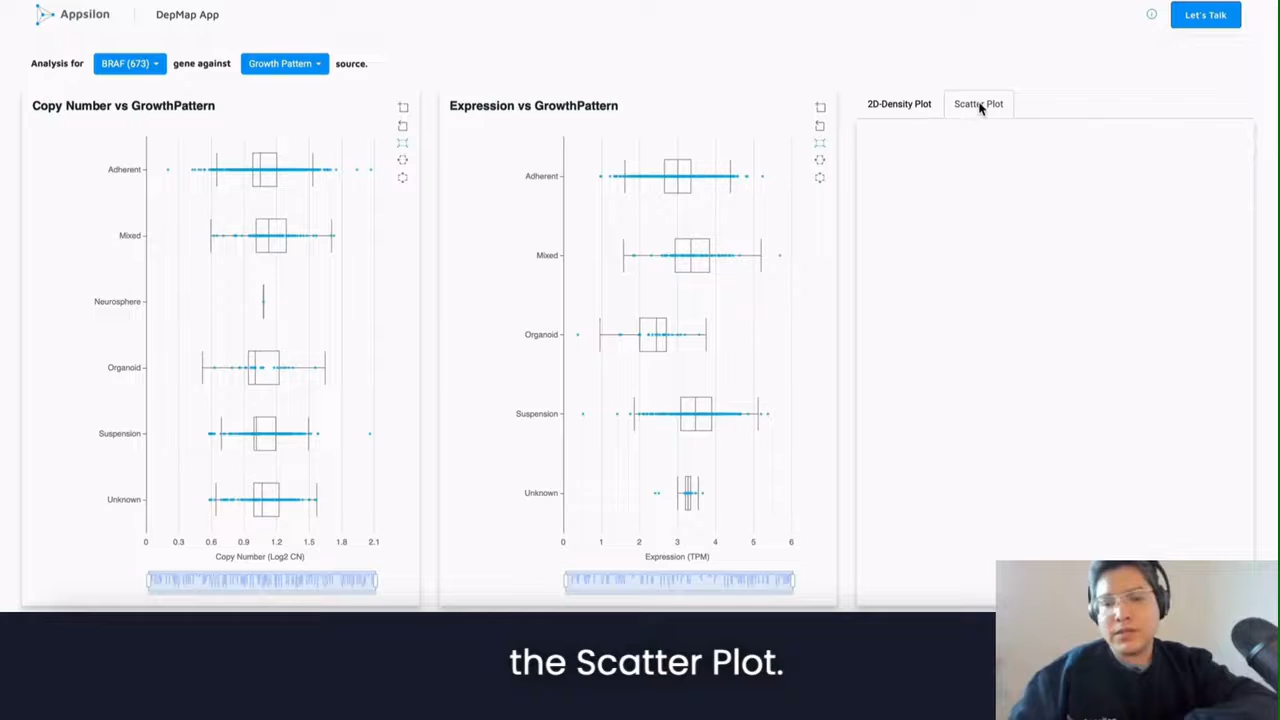 Appsilon
DepMap App
Let's Talk
Analysis for BRAF (673) gene against Growth Pattern source.
Copy Number vs GrowthPattern
Adherent
Mixed
Neurosphere
Organoid
Suspension
Unknown
0 0.3 0.6 0.9 1.2 1.5 1.8 2.1
Copy Number (Log2 CN)
Expression vs GrowthPattern
Adherent
Mixed
Organoid
Suspension
Unknown
0 1 2 3 4 5 6
Expression (TPM)
2D-Density Plot
Scatter Plot
the Scatter Plot.